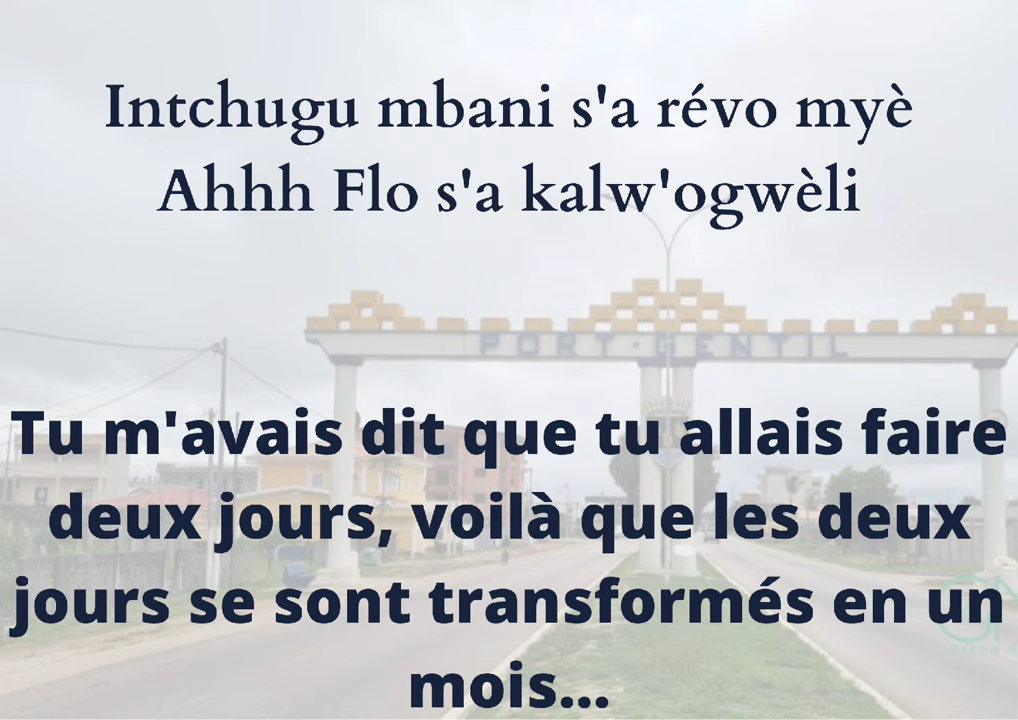 Intchugu mbani s'a révo myè
Ahhh Flo s'a kalw'ogwèli
PORT-GENTIL
Tu m'avais dit que tu allais faire
deux jours, voilà que les deux
jours se sont transformés en un
mois...